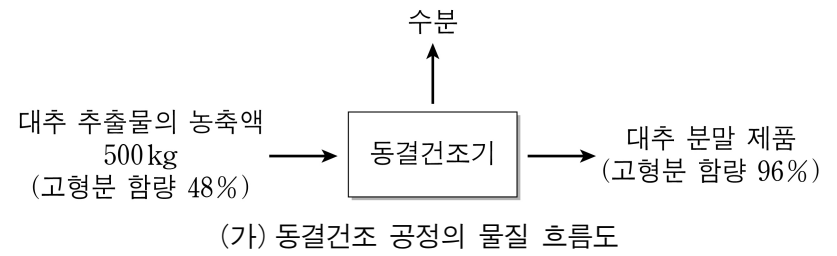 수분
대추 추출물의 농축액
500 kg
(고형분 함량 48%)
동결건조기
대추 분말 제품
(고형분 함량 96%)
(가) 동결건조 공정의 물질 흐름도